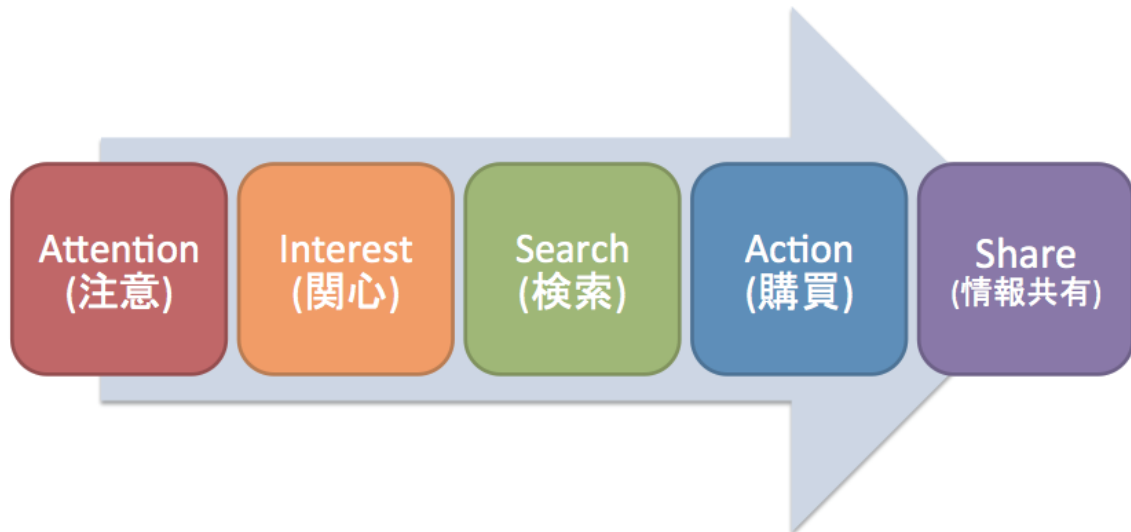 Attention
(注意)
Interest
(関心)
Search
(検索)
Action
(購買)
Share
(情報共有)